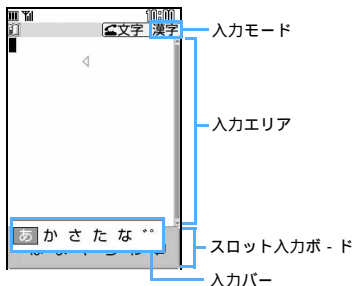 10:00
文字 漢字
入力モード
入力エリア
あ か さ た な ゛゜
スロット入力ボ - ド
入力バー